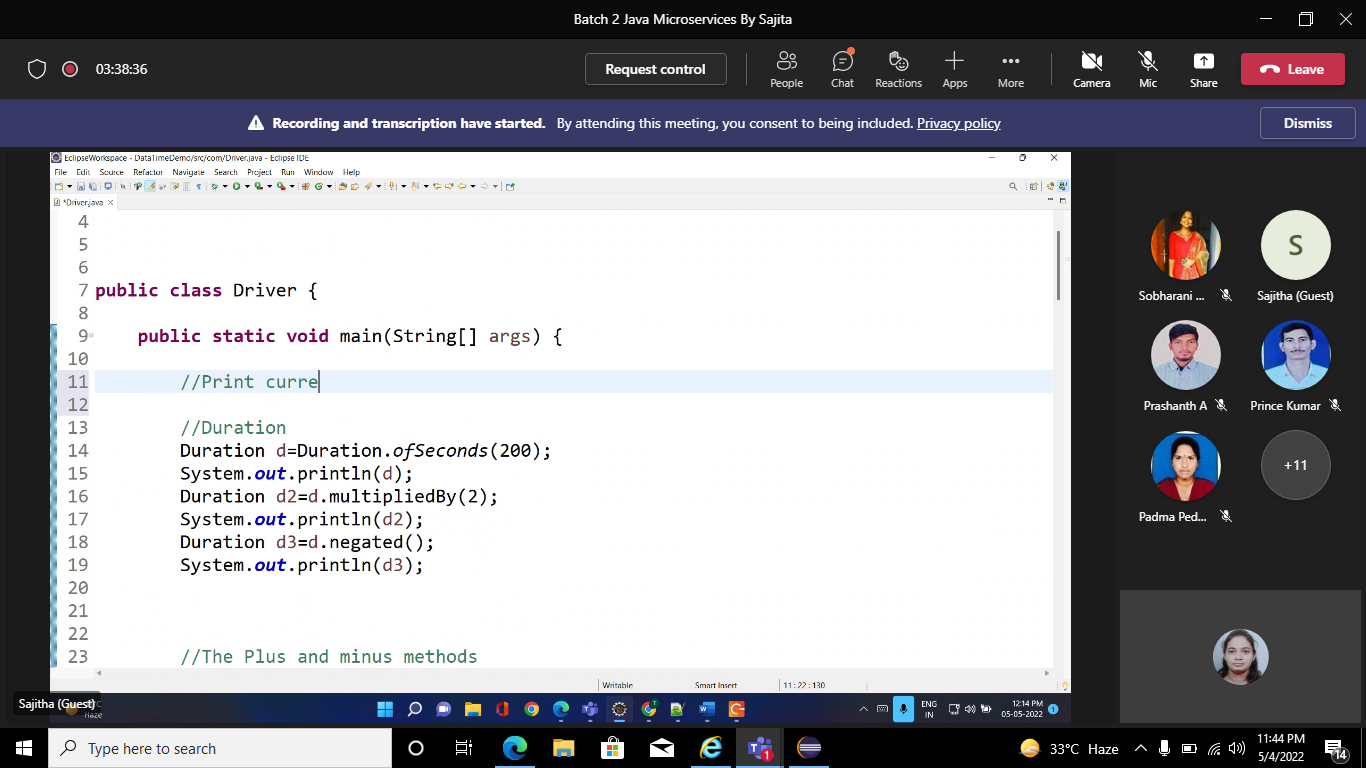 Batch 2 Java Microservices By Sajita
03:38:36
Request control
People
Chat
Reactions
Apps
More
Camera
Mic
Share
Leave
Recording and transcription have started. By attending this meeting, you consent to being included. Privacy policy
Dismiss
EclipseWorkspace - DataTimeDemo/src/com/Driver.java - Eclipse IDE
File Edit Source Refactor Navigate Search Project Run Window Help
*Driver.java
4
5
6
7 public class Driver {
8
9 public static void main(String[] args) {
10
11 //Print curre
12
13 //Duration
14 Duration d=Duration.ofSeconds(200);
15 System.out.println(d);
16 Duration d2=d.multipliedBy(2);
17 System.out.println(d2);
18 Duration d3=d.negated();
19 System.out.println(d3);
20
21
22
23 //The Plus and minus methods
Writable
Smart Insert
11 : 22 : 130
Sobharani ...
S
Sajitha (Guest)
Prashanth A
Prince Kumar
Padma Ped...
+11
Sajitha (Guest)
Haze
ENG
IN
12:14 PM
05-05-2022
1
Type here to search
1
33°C Haze
11:44 PM
5/4/2022
14